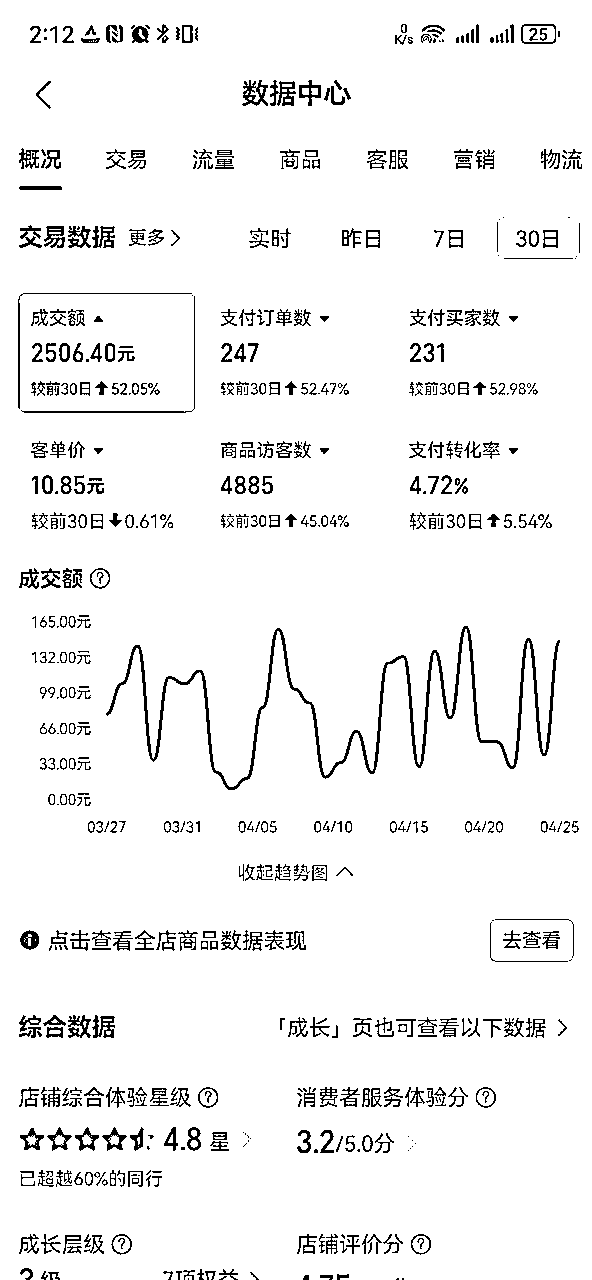 2:12 0 K/s 25
数据中心
概况 交易 流量 商品 客服 营销 物流
交易数据 更多 实时 昨日 7日 30日
成交额 支付订单数 支付买家数
2506.40元 247 231
较前30日 52.05% 较前30日 52.47% 较前30日 52.98%
客单价 商品访客数 支付转化率
10.85元 4885 4.72%
较前30日 0.61% 较前30日 45.04% 较前30日 5.54%
成交额
165.00元
132.00元
99.00元
66.00元
33.00元
0.00元
03/27 03/31 04/05 04/10 04/15 04/20 04/25
收起趋势图
点击查看全店商品数据表现 去查看
综合数据 「成长」页也可查看以下数据
店铺综合体验星级 消费者服务体验分
4.8 星 3.2/5.0分
已超越60%的同行
成长层级 店铺评价分
7项权益